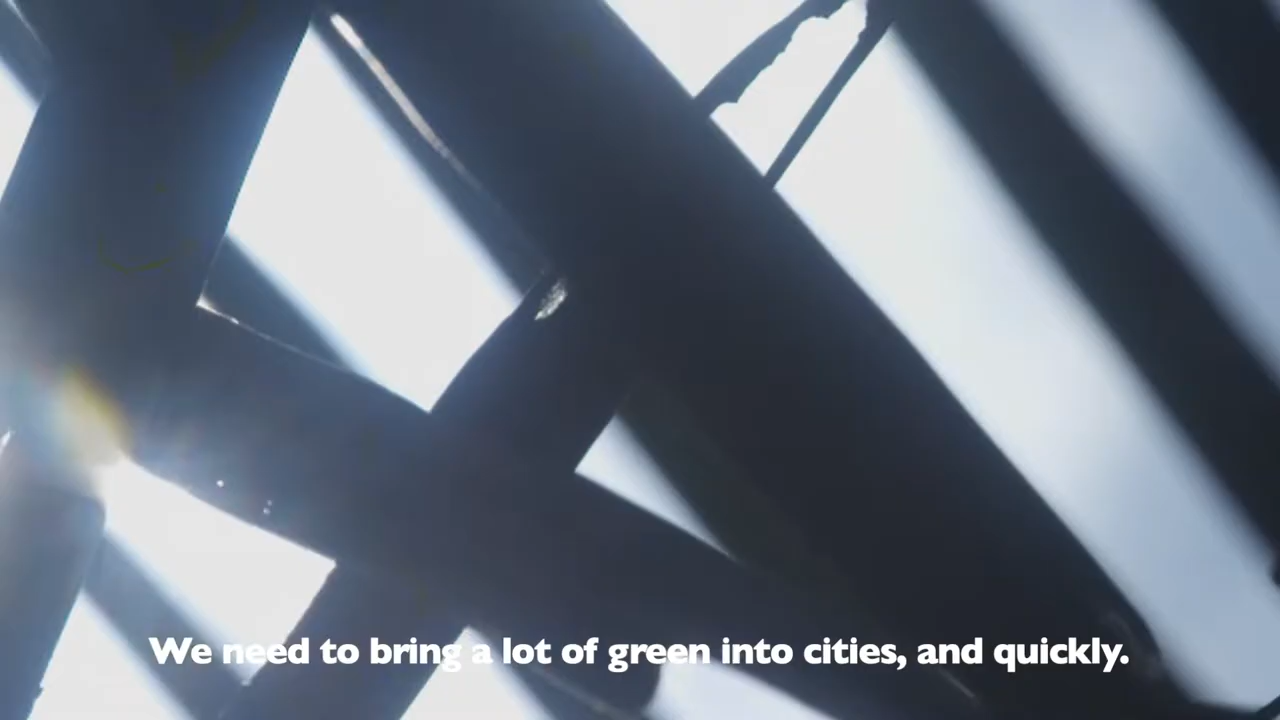 We need to bring a lot of green into cities, and quickly.